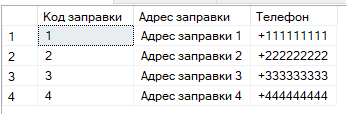 Код заправки Адрес заправки Телефон
1 1 Адрес заправки 1 +111111111
2 2 Адрес заправки 2 +222222222
3 3 Адрес заправки 3 +333333333
4 4 Адрес заправки 4 +444444444